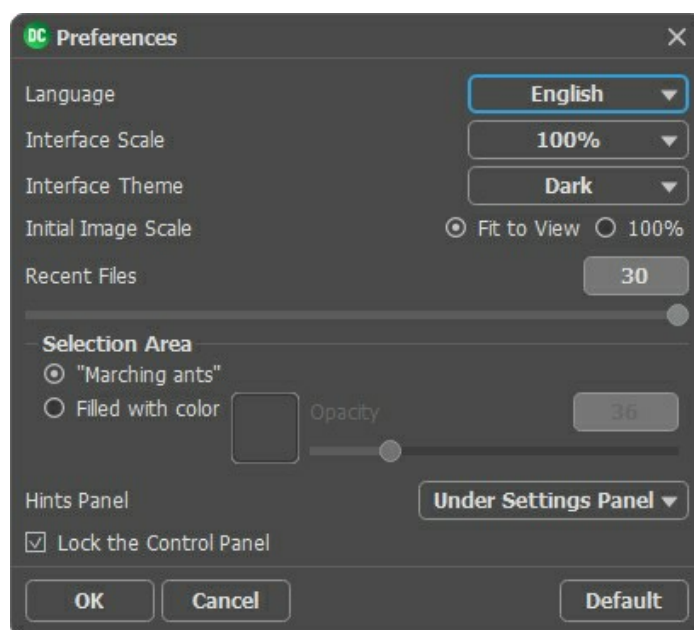 DC Preferences
Language English
Interface Scale 100%
Interface Theme Dark
Initial Image Scale Fit to View 100%
Recent Files 30
Selection Area
"Marching ants"
Filled with color Opacity 36
Hints Panel Under Settings Panel
Lock the Control Panel
OK Cancel Default